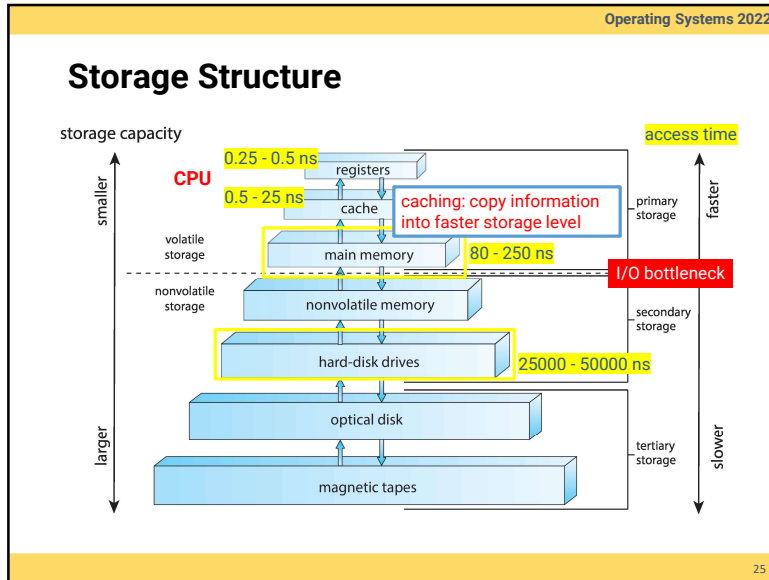 Operating Systems 2022
Storage Structure
storage capacity
access time
0.25 - 0.5 ns
registers
CPU
0.5 - 25 ns
cache
caching: copy information
into faster storage level
smaller
primary
storage
faster
volatile
storage
main memory
80 - 250 ns
I/O bottleneck
nonvolatile
storage
nonvolatile memory
secondary
storage
hard-disk drives
25000 - 50000 ns
optical disk
larger
tertiary
storage
slower
magnetic tapes
25